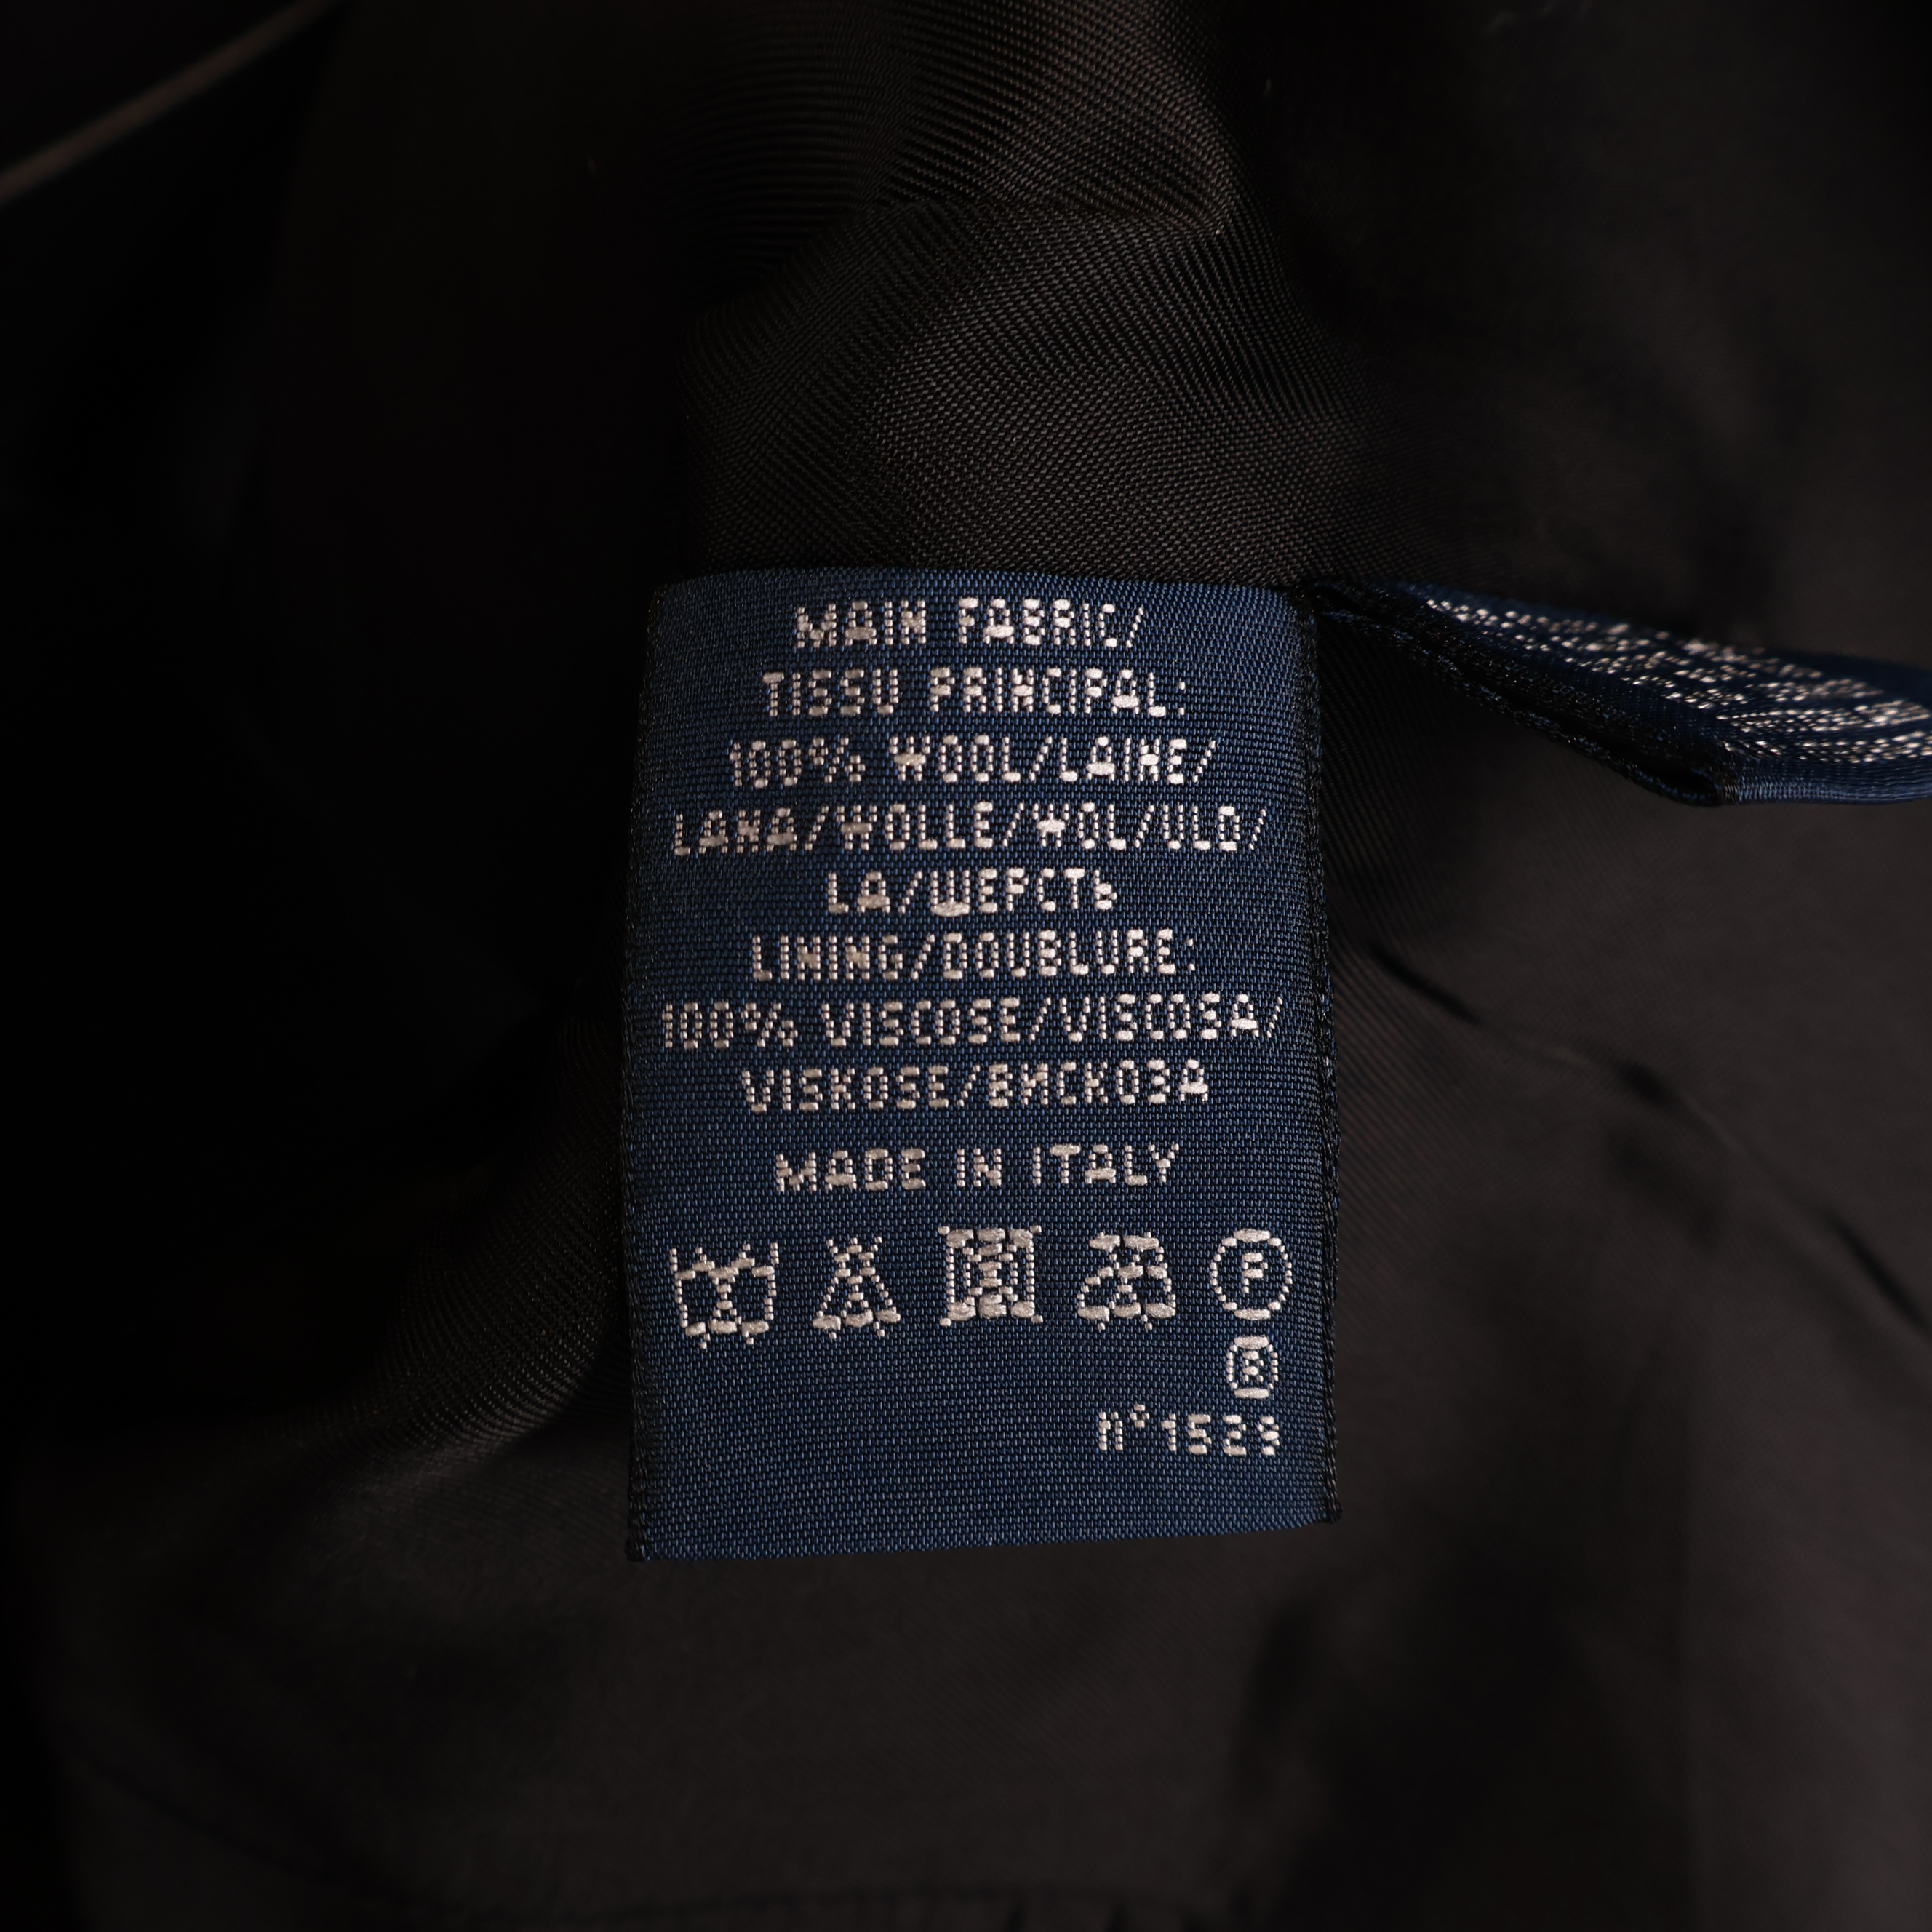 MAIN FABRIC/
TISSU PRINCIPAL:
100% WOOL/LAINE/
LANA/WOLLE/WOL/ULD/
LA/ШЕРСТЬ
LINING/DOUBLURE:
100% VISCOSE/VISCOSA/
VISKOSE/ВИСКОЗА
MADE IN ITALY
F
®
n°1529